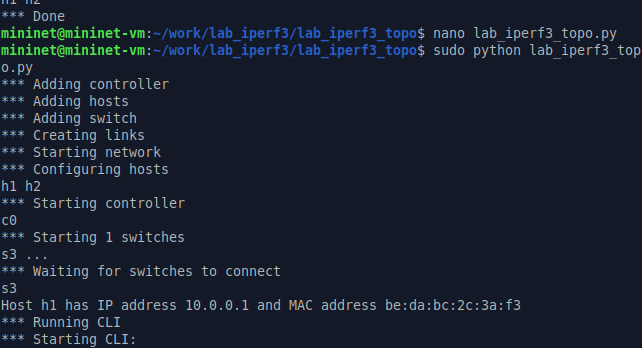 h1 h2
*** Done
mininet@mininet-vm:~/work/lab_iperf3/lab_iperf3_topo$ nano lab_iperf3_topo.py
mininet@mininet-vm:~/work/lab_iperf3/lab_iperf3_topo$ sudo python lab_iperf3_top
o.py
*** Adding controller
*** Adding hosts
*** Adding switch
*** Creating links
*** Starting network
*** Configuring hosts
h1 h2
*** Starting controller
c0
*** Starting 1 switches
s3 ...
*** Waiting for switches to connect
s3
Host h1 has IP address 10.0.0.1 and MAC address be:da:bc:2c:3a:f3
*** Running CLI
*** Starting CLI: